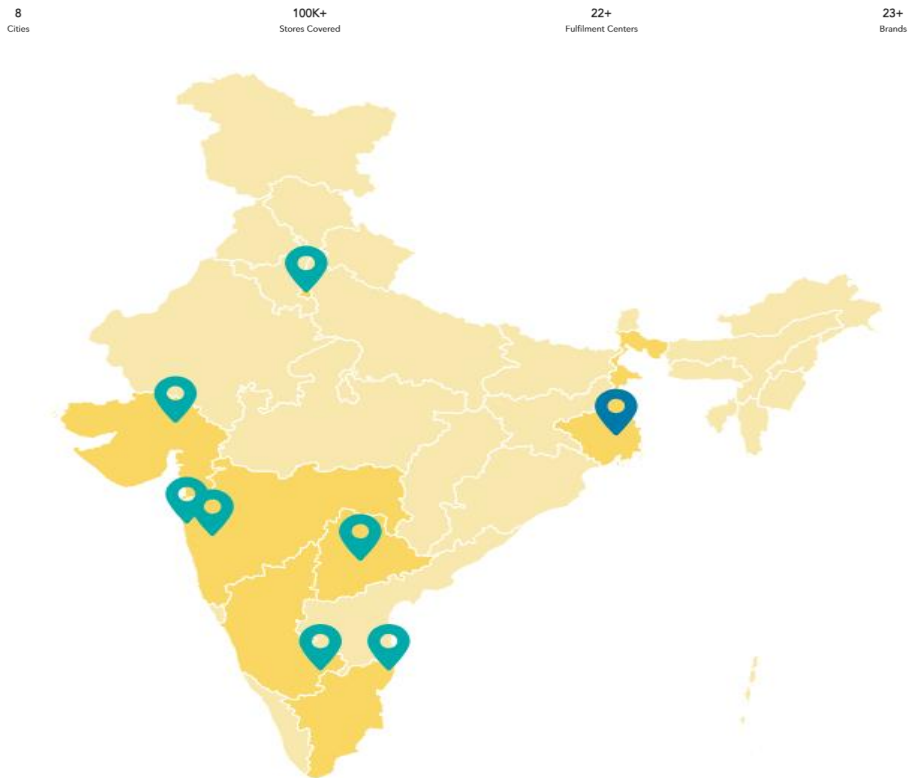 8
Cities
100K+
Stores Covered
22+
Fulfilment Centers
23+
Brands